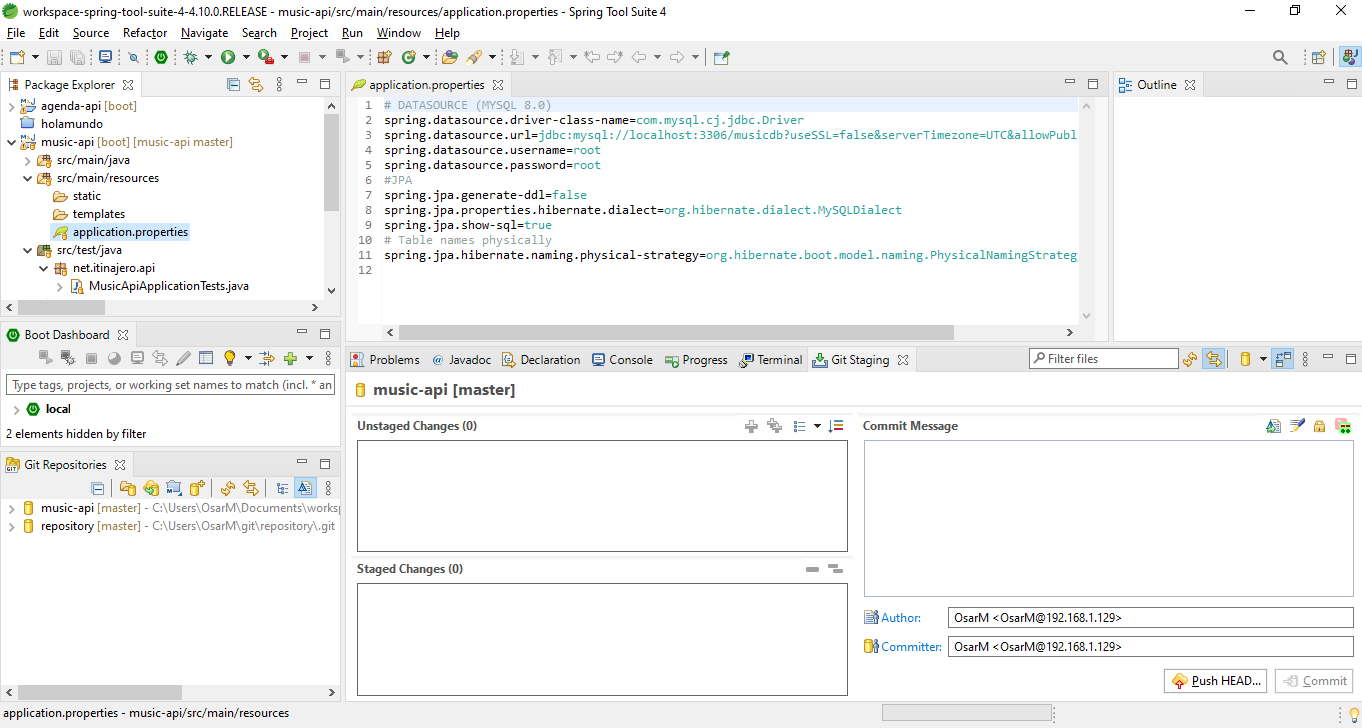 workspace-spring-tool-suite-4-4.10.0.RELEASE - music-api/src/main/resources/application.properties - Spring Tool Suite 4
File Edit Source Refactor Navigate Search Project Run Window Help
Package Explorer
agenda-api [boot]
holamundo
music-api [boot] [music-api master]
src/main/java
src/main/resources
static
templates
application.properties
src/test/java
net.itinajero.api
MusicApiApplicationTests.java
application.properties
1 # DATASOURCE (MYSQL 8.0)
2 spring.datasource.driver-class-name=com.mysql.cj.jdbc.Driver
3 spring.datasource.url=jdbc:mysql://localhost:3306/musicdb?useSSL=false&serverTimezone=UTC&allowPubl
4 spring.datasource.username=root
5 spring.datasource.password=root
6 #JPA
7 spring.jpa.generate-ddl=false
8 spring.jpa.properties.hibernate.dialect=org.hibernate.dialect.MySQLDialect
9 spring.jpa.show-sql=true
10 # Table names physically
11 spring.jpa.hibernate.naming.physical-strategy=org.hibernate.boot.model.naming.PhysicalNamingStrateg
12
Outline
Boot Dashboard
Type tags, projects, or working set names to match (incl. * an
local
2 elements hidden by filter
Git Repositories
music-api [master] - C:\Users\OsarM\Documents\works
repository [master] - C:\Users\OsarM\git\repository\.git
Problems Javadoc Declaration Console Progress Terminal Git Staging
Filter files
music-api [master]
Unstaged Changes (0)
Staged Changes (0)
Commit Message
Author: OsarM <OsarM@192.168.1.129>
Committer: OsarM <OsarM@192.168.1.129>
Push HEAD... Commit
application.properties - music-api/src/main/resources